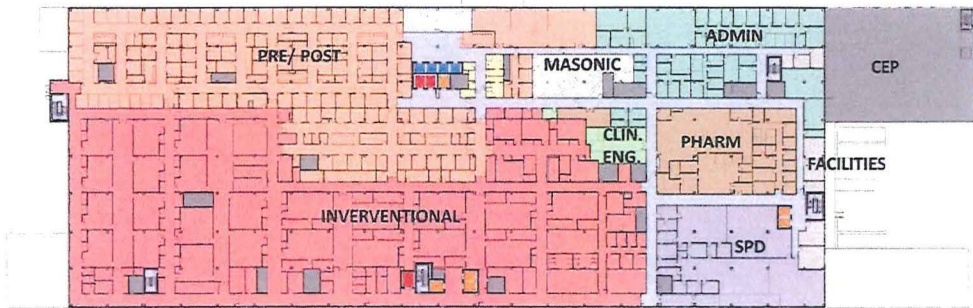 ADMIN
PRE/ POST
MASONIC
CEP
CLIN.
ENG.
PHARM
FACILITIES
INVERVENTIONAL
SPD